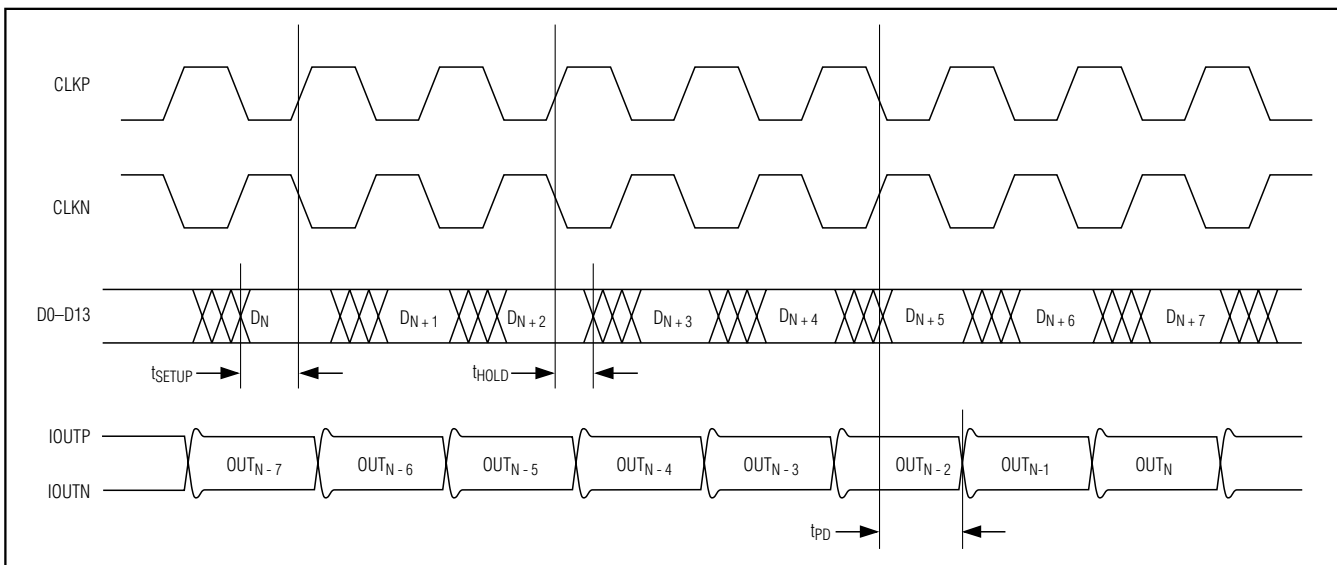 CLKP
CLKN
D0–D13
DN
DN + 1
DN + 2
DN + 3
DN + 4
DN + 5
DN + 6
DN + 7
tSETUP
tHOLD
IOUTP
IOUTN
OUTN - 7
OUTN - 6
OUTN - 5
OUTN - 4
OUTN - 3
OUTN - 2
OUTN-1
OUTN
tPD